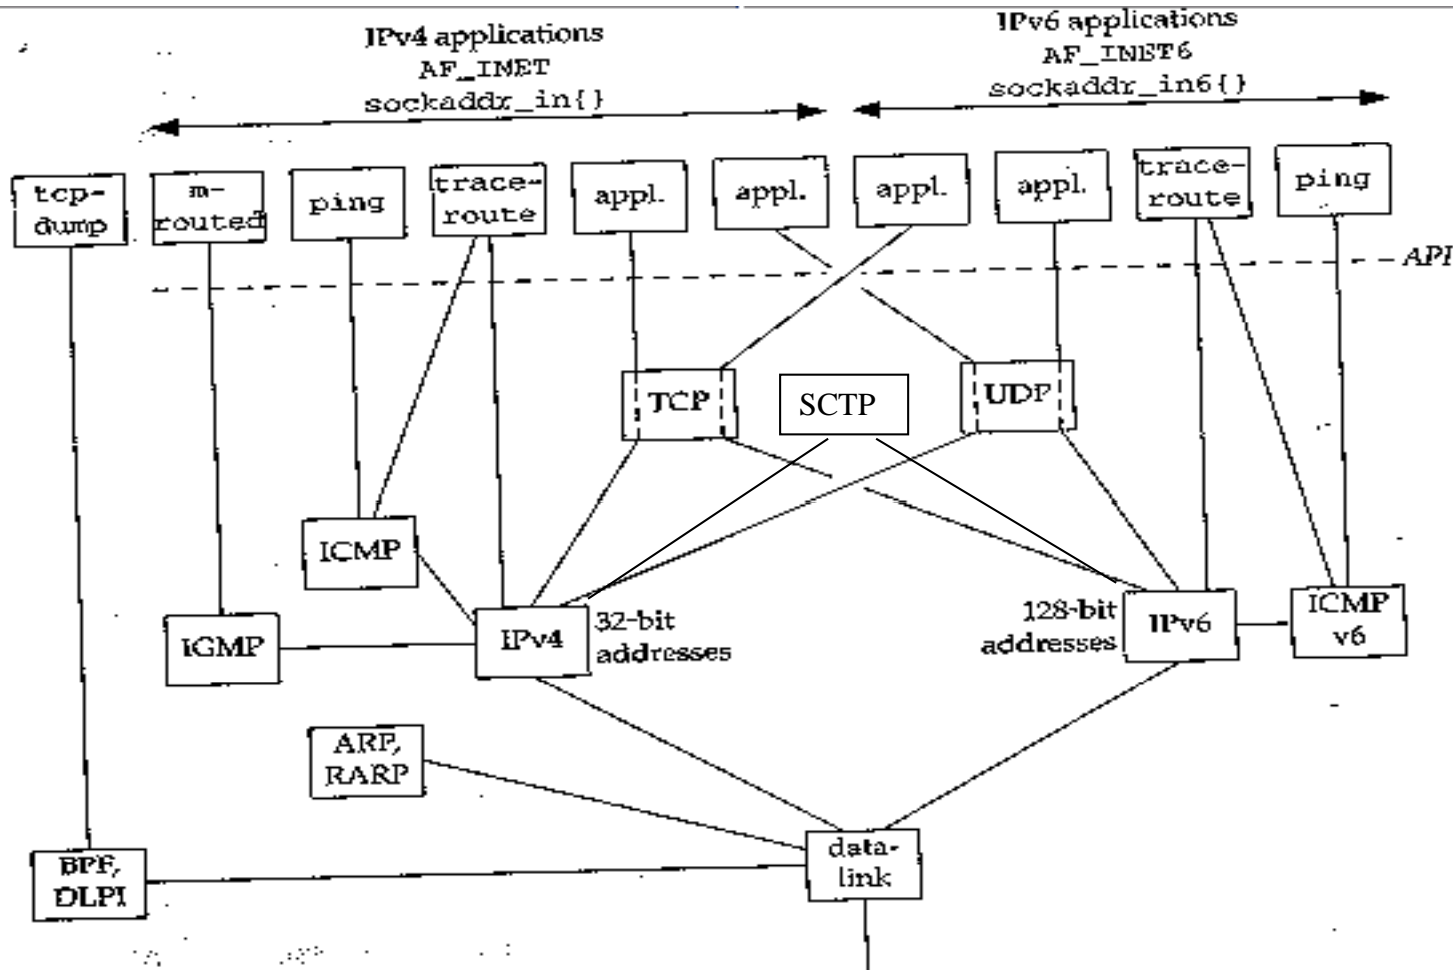 IPv4 applications
AF_INET
sockaddr_in{}
IPv6 applications
AF_INET6
sockaddr_in6{}
tcp-
dump
m-
routed
ping
trace-
route
appl.
appl.
appl.
appl.
trace-
route
ping
API
TCP
SCTP
UDP
ICMP
IGMP
IPv4
32-bit
addresses
128-bit
addresses
IPv6
ICMP
v6
ARP,
RARP
BPF,
DLPI
data-
link